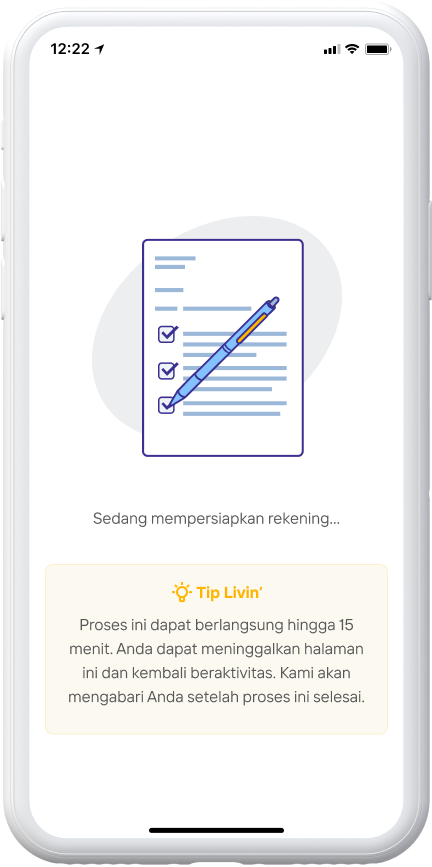 12:22
Sedang mempersiapkan rekening...
Tip Livin'
Proses ini dapat berlangsung hingga 15
menit. Anda dapat meninggalkan halaman
ini dan kembali beraktivitas. Kami akan
mengabari Anda setelah proses ini selesai.